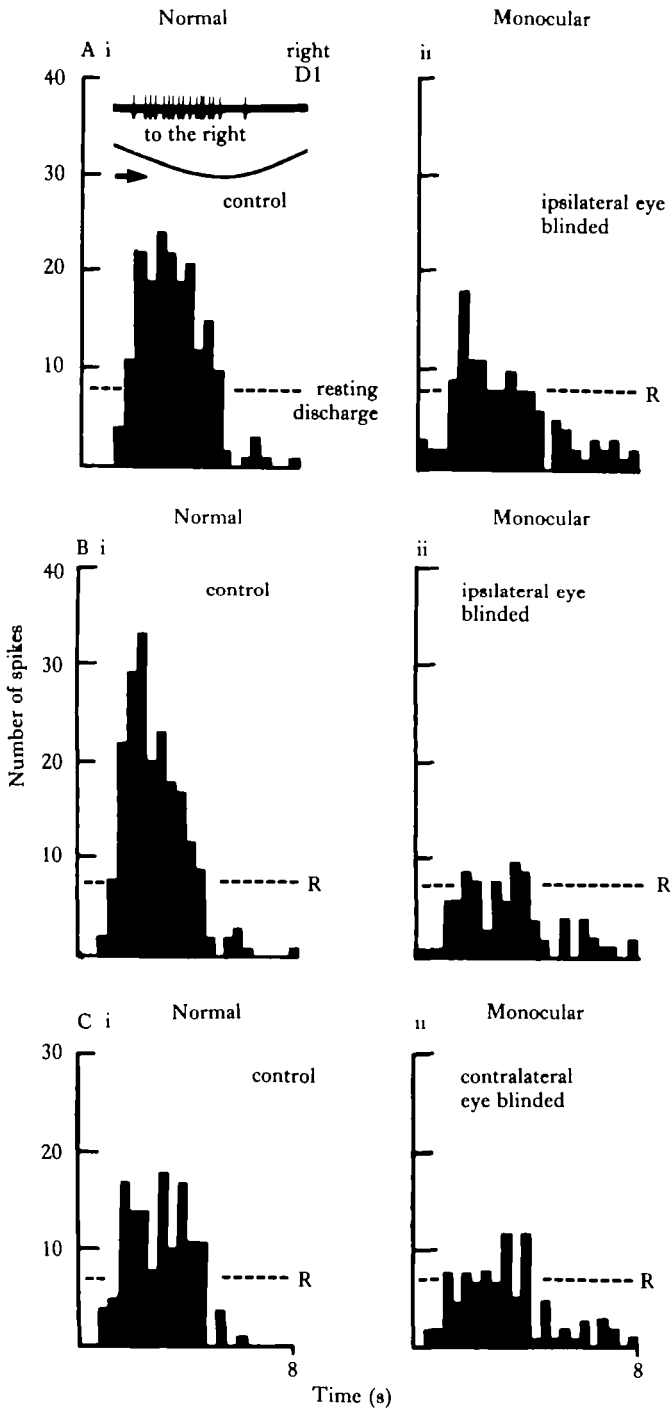 Normal
Monocular
A i
right
D1
ii
40
to the right
30
control
ipsilateral eye
blinded
20
10
resting
discharge
R
Normal
Monocular
B i
ii
40
control
ipsilateral eye
blinded
30
Number of spikes
20
10
R
R
C i
Normal
ii
Monocular
30
control
contralateral
eye blinded
20
10
R
R
8
8
Time (s)